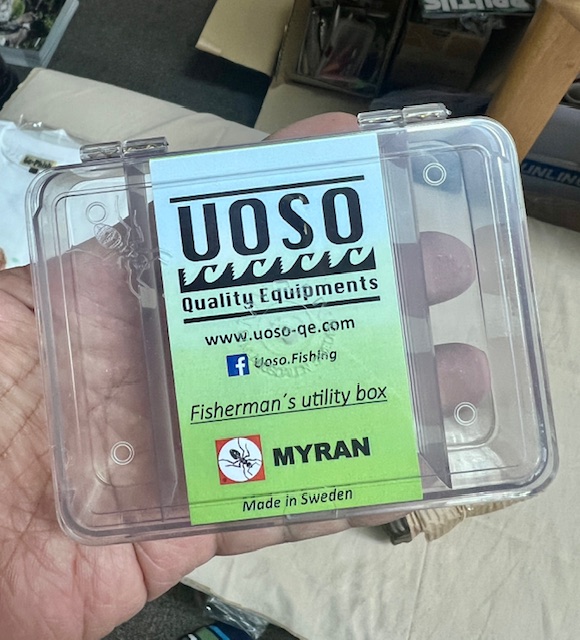 UOSO
Quality Equipments
www.uoso-qe.com
f Uoso.Fishing
Fisherman´s utility box
MYRAN
Made in Sweden